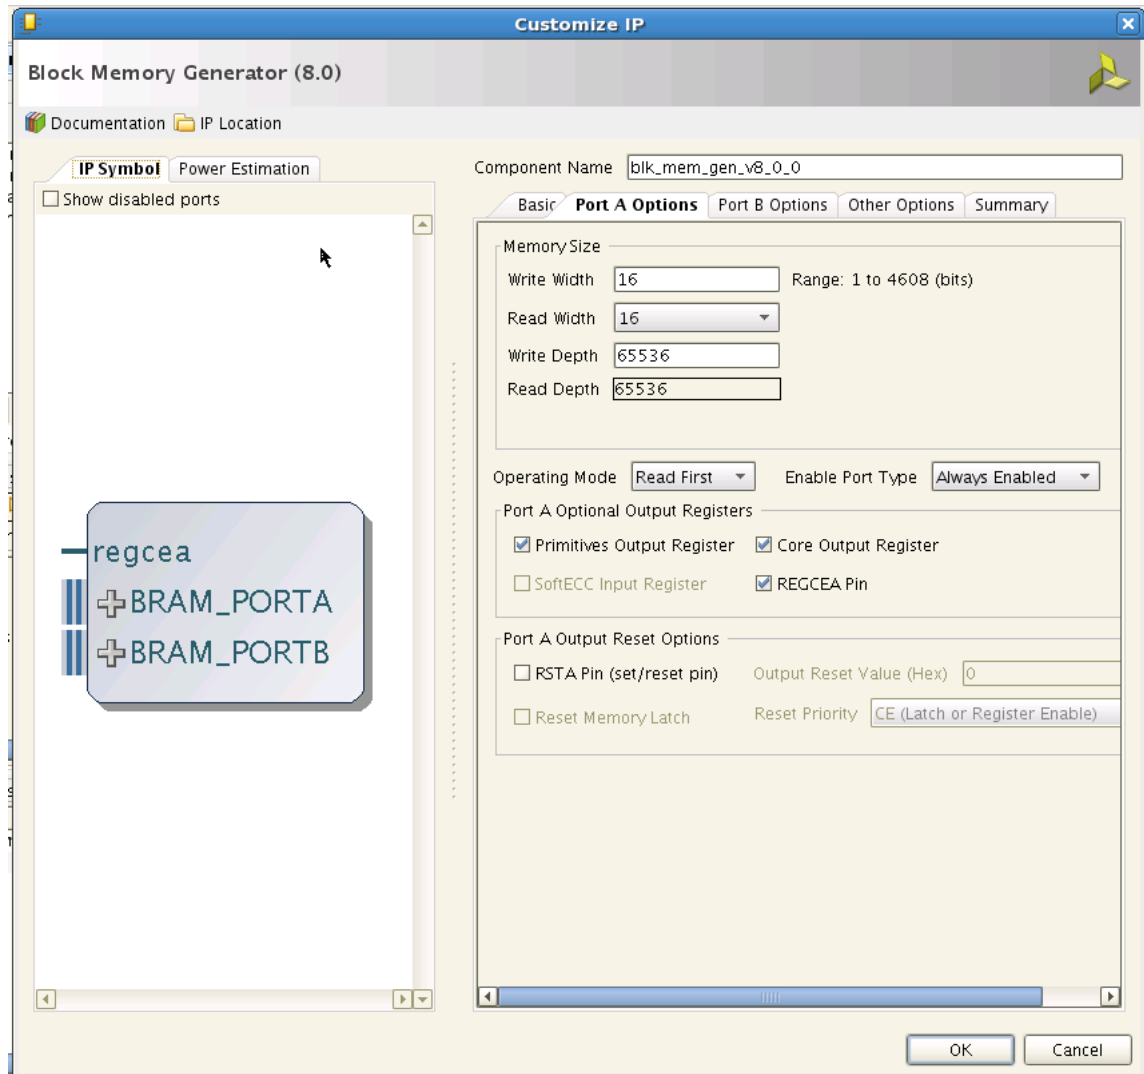 Customize IP
Block Memory Generator (8.0)
Documentation IP Location
IP Symbol Power Estimation
Show disabled ports
regcea
BRAM_PORTA
BRAM_PORTB
Component Name blk_mem_gen_v8_0_0
Basic Port A Options Port B Options Other Options Summary
Memory Size
Write Width 16 Range: 1 to 4608 (bits)
Read Width 16
Write Depth 65536
Read Depth 65536
Operating Mode Read First Enable Port Type Always Enabled
Port A Optional Output Registers
Primitives Output Register Core Output Register
SoftECC Input Register REGCEA Pin
Port A Output Reset Options
RSTA Pin (set/reset pin) Output Reset Value (Hex) 0
Reset Memory Latch Reset Priority CE (Latch or Register Enable)
OK Cancel